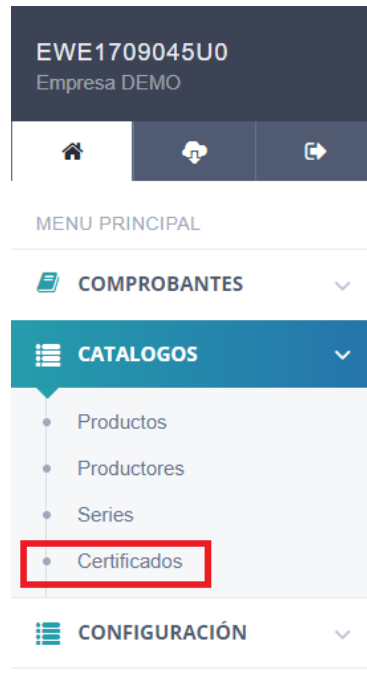 EWE1709045U0
Empresa DEMO
MENU PRINCIPAL
COMPROBANTES
CATALOGOS
Productos
Productores
Series
Certificados
CONFIGURACIÓN